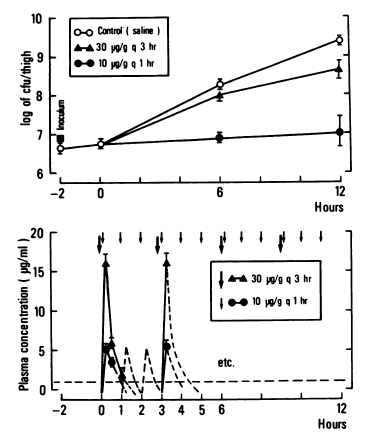 10
9
8
7
6
log of cfu/thigh
Control ( saline )
30 µg/g q 3 hr
10 µg/g q 1 hr
Inoculum
−2
0
6
12
Hours
20
15
10
5
0
Plasma concentration ( µg/ml )
30 µg/g q 3 hr
10 µg/g q 1 hr
etc.
−2
0
1
2
3
4
5
6
12
Hours